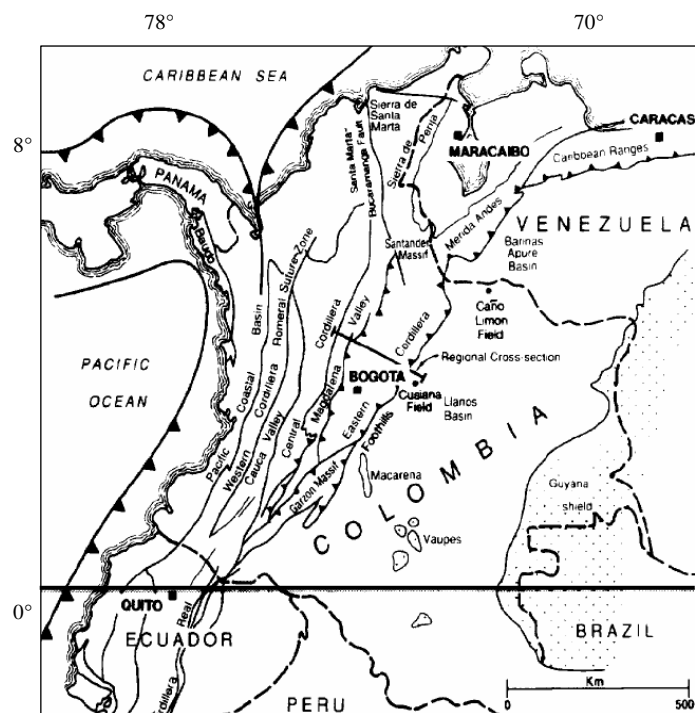 78°
70°
CARIBBEAN SEA
Sierra de
Santa
Marta
CARACAS
MARACAIBO
8°
PANAMA
Santa Marta
Bucaramanga Fault
Sierra de
Perija
Caribbean Ranges
Merida Andes
VENEZUELA
Santander
Massif
Barinas
Apure
Basin
Romeral Suture Zone
Basin
Caño
Limon
Field
Cordillera
Valley
Cordillera
PACIFIC
OCEAN
Regional Cross-section
BOGOTA
Cusiana
Field
Llanos
Basin
Coastal
Cordillera
Magdalena
Eastern
Foothills
Pacific
Western
Cauca Valley
Central
Garzon Massif
Macarena
COLOMBIA
Guyana
shield
Vaupes
0°
QUITO
Real
ECUADOR
BRAZIL
PERU
Km
0
500